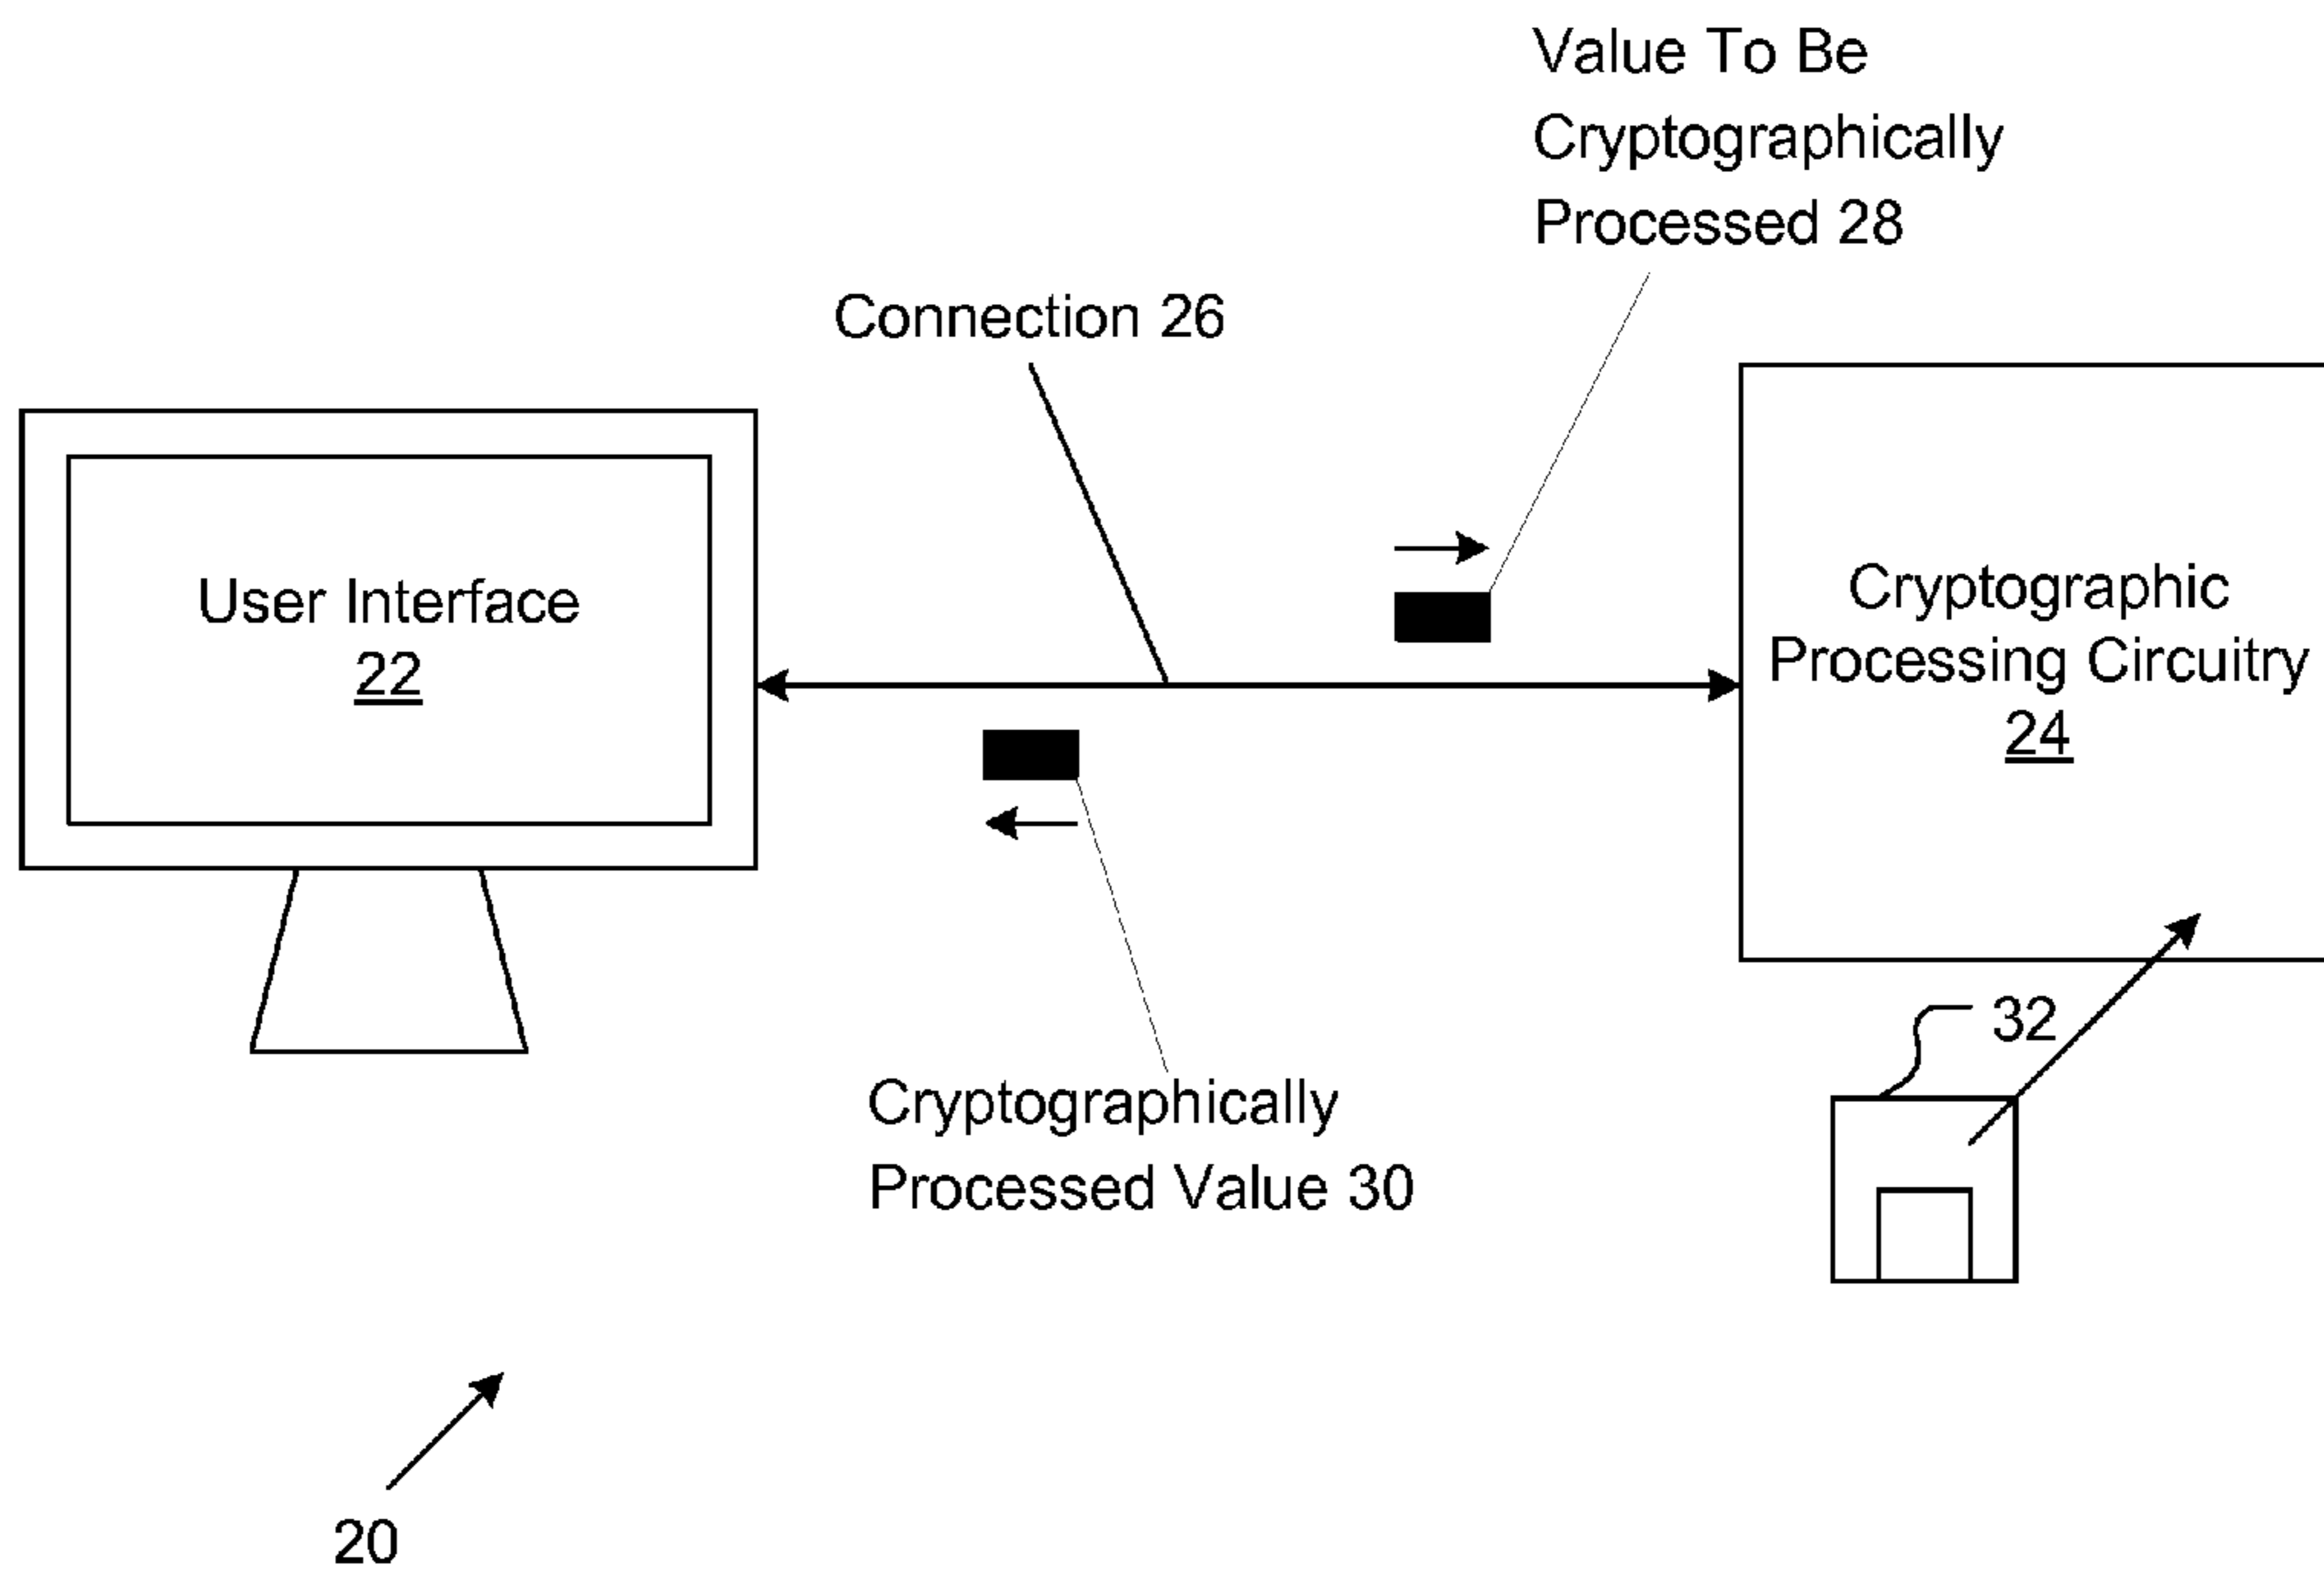 Value To Be
Cryptographically
Processed 28
Connection 26
User Interface
22
Cryptographic
Processing Circuitry
24
32
Cryptographically
Processed Value 30
20